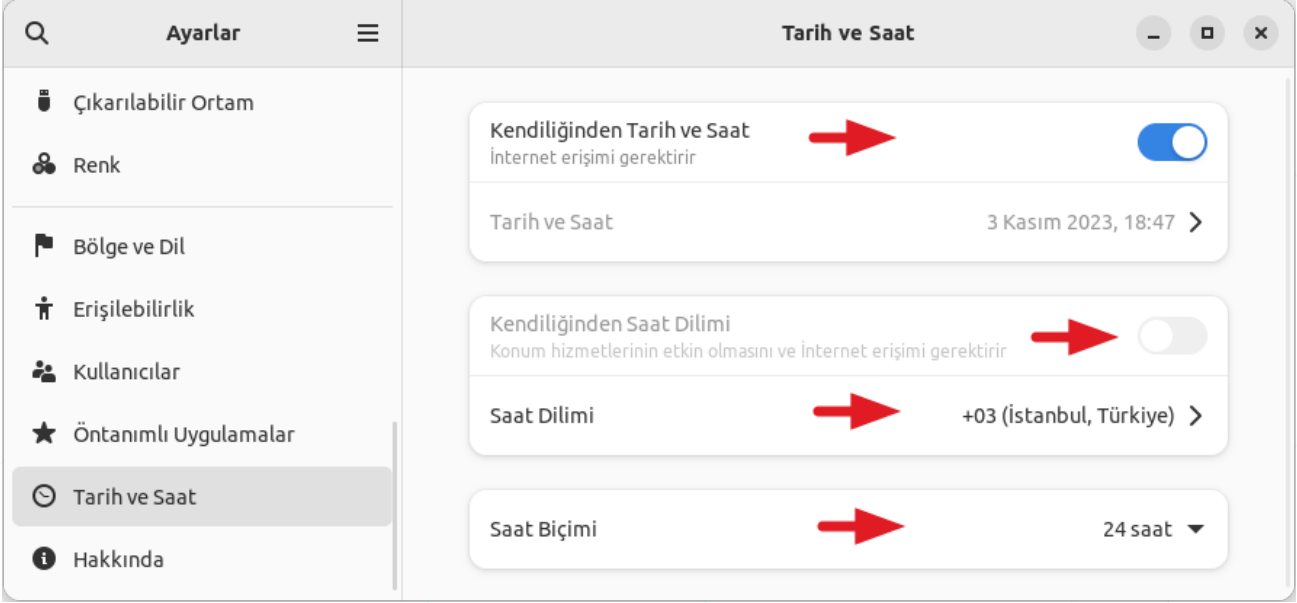 Ayarlar
Tarih ve Saat
Çıkarılabilir Ortam
Renk
Bölge ve Dil
Erişilebilirlik
Kullanıcılar
Öntanımlı Uygulamalar
Tarih ve Saat
Hakkında
Kendiliğinden Tarih ve Saat
İnternet erişimi gerektirir
Tarih ve Saat 3 Kasım 2023, 18:47
Kendiliğinden Saat Dilimi
Konum hizmetlerinin etkin olmasını ve İnternet erişimi gerektirir
Saat Dilimi +03 (İstanbul, Türkiye)
Saat Biçimi 24 saat